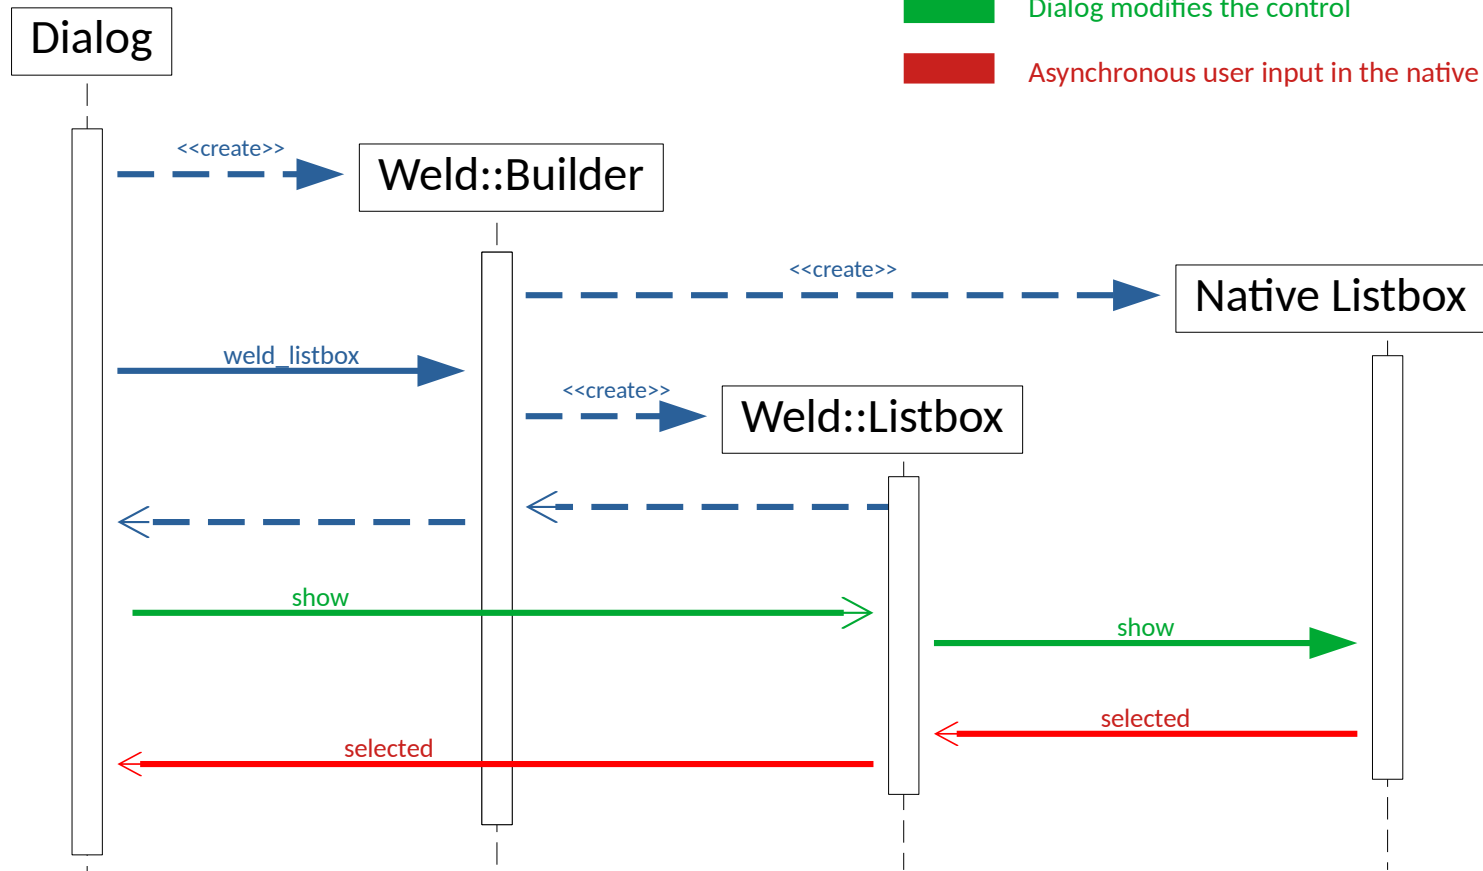 Dialog modifies the control
Dialog
Asynchronous user input in the native
<<create>>
Weld::Builder
<<create>>
Native Listbox
weld_listbox
<<create>>
Weld::Listbox
show
show
selected
selected